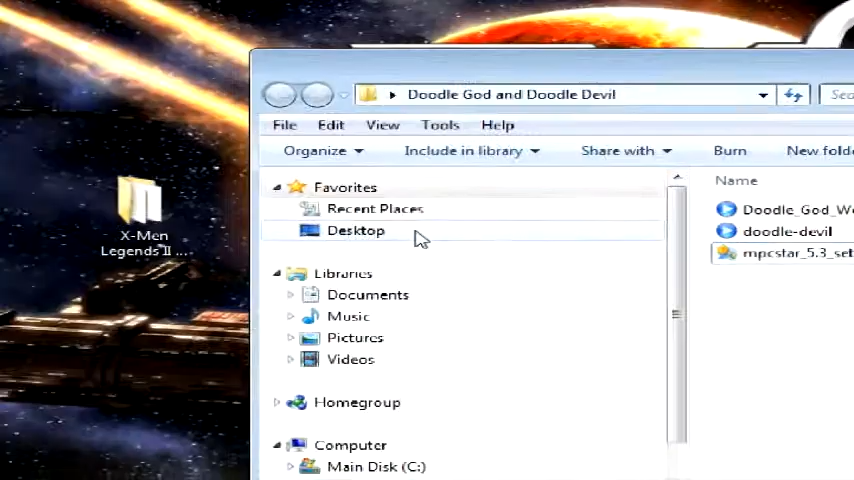 Doodle God and Doodle Devil
File Edit View Tools Help
Organize Include in library Share with Burn New folde
Favorites
Name
Recent Places
Desktop
Doodle_God_W
doodle-devil
mpcstar_5.3_set
X-Men
Legends II ...
Libraries
Documents
Music
Pictures
Videos
Homegroup
Computer
Main Disk (C:)